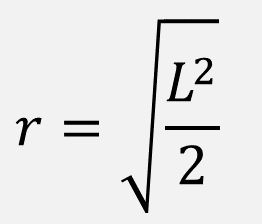 r = √(L²/2)